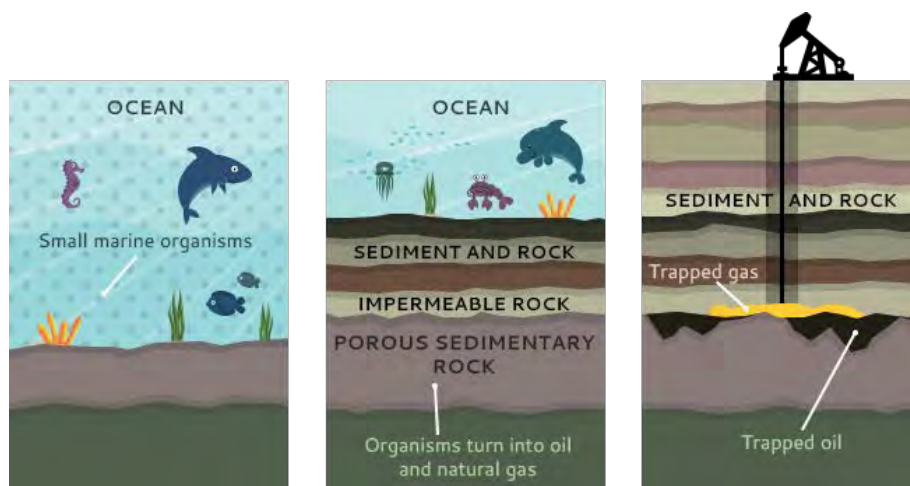 OCEAN
Small marine organisms
OCEAN
SEDIMENT AND ROCK
IMPERMEABLE ROCK
POROUS SEDIMENTARY
ROCK
Organisms turn into oil
and natural gas
SEDIMENT AND ROCK
Trapped gas
Trapped oil